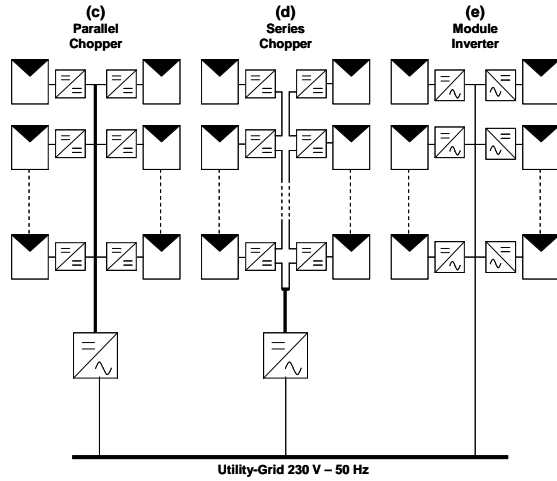 (c)
Parallel
Chopper
(d)
Series
Chopper
(e)
Module
Inverter
Utility-Grid 230 V – 50 Hz